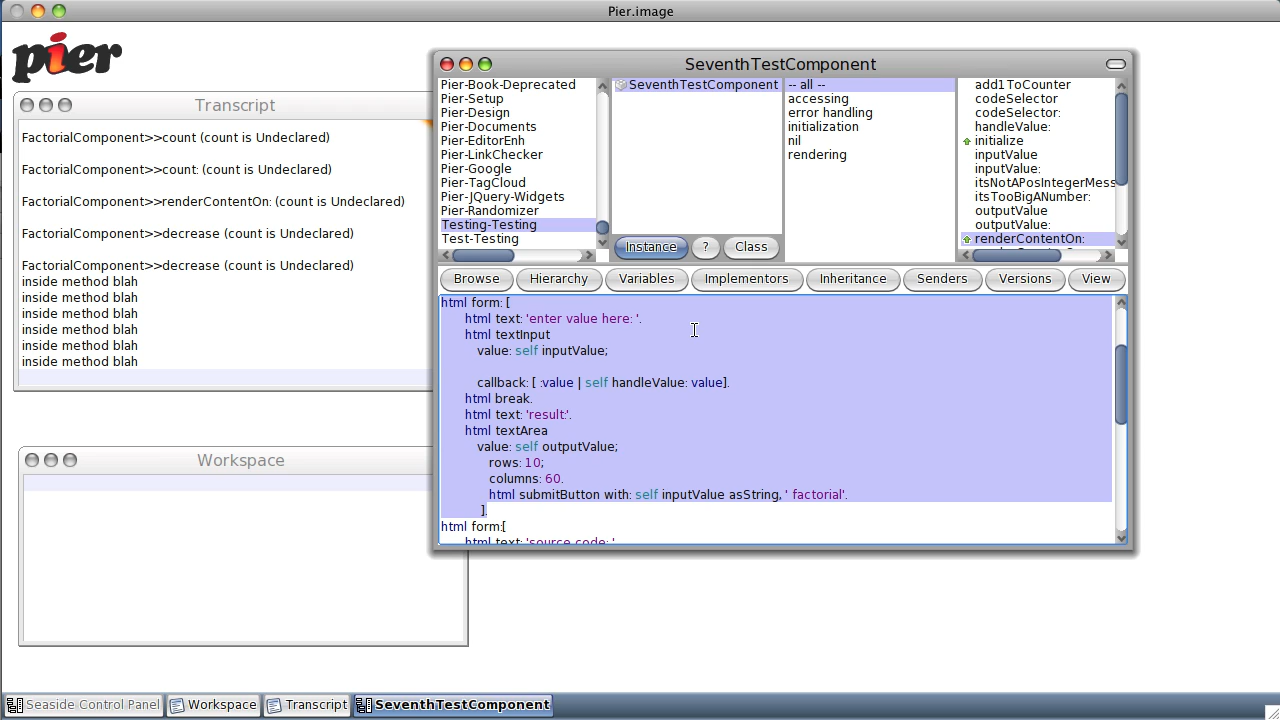 Pier.image
pier
Transcript
FactorialComponent>>count (count is Undeclared)
FactorialComponent>>count: (count is Undeclared)
FactorialComponent>>renderContentOn: (count is Undeclared)
FactorialComponent>>decrease (count is Undeclared)
FactorialComponent>>decrease (count is Undeclared)
inside method blah
inside method blah
inside method blah
inside method blah
inside method blah
inside method blah
Workspace
SeventhTestComponent
Pier-Book-Deprecated
Pier-Setup
Pier-Design
Pier-Documents
Pier-EditorEnh
Pier-LinkChecker
Pier-Google
Pier-TagCloud
Pier-JQuery-Widgets
Pier-Randomizer
Testing-Testing
Test-Testing
SeventhTestComponent
Instance
?
Class
-- all --
accessing
error handling
initialization
nil
rendering
add1ToCounter
codeSelector
codeSelector:
handleValue:
initialize
inputValue
inputValue:
itsNotAPosIntegerMess
itsTooBigANumber:
outputValue
outputValue:
renderContentOn:
Browse
Hierarchy
Variables
Implementors
Inheritance
Senders
Versions
View
html form: [
html text: 'enter value here: '.
html textInput
value: self inputValue;
callback: [ :value | self handleValue: value].
html break.
html text: 'result:'.
html textArea
value: self outputValue;
rows: 10;
columns: 60.
html submitButton with: self inputValue asString, ' factorial'.
].
html form:[
html text: 'source code: '
Seaside Control Panel
Workspace
Transcript
SeventhTestComponent